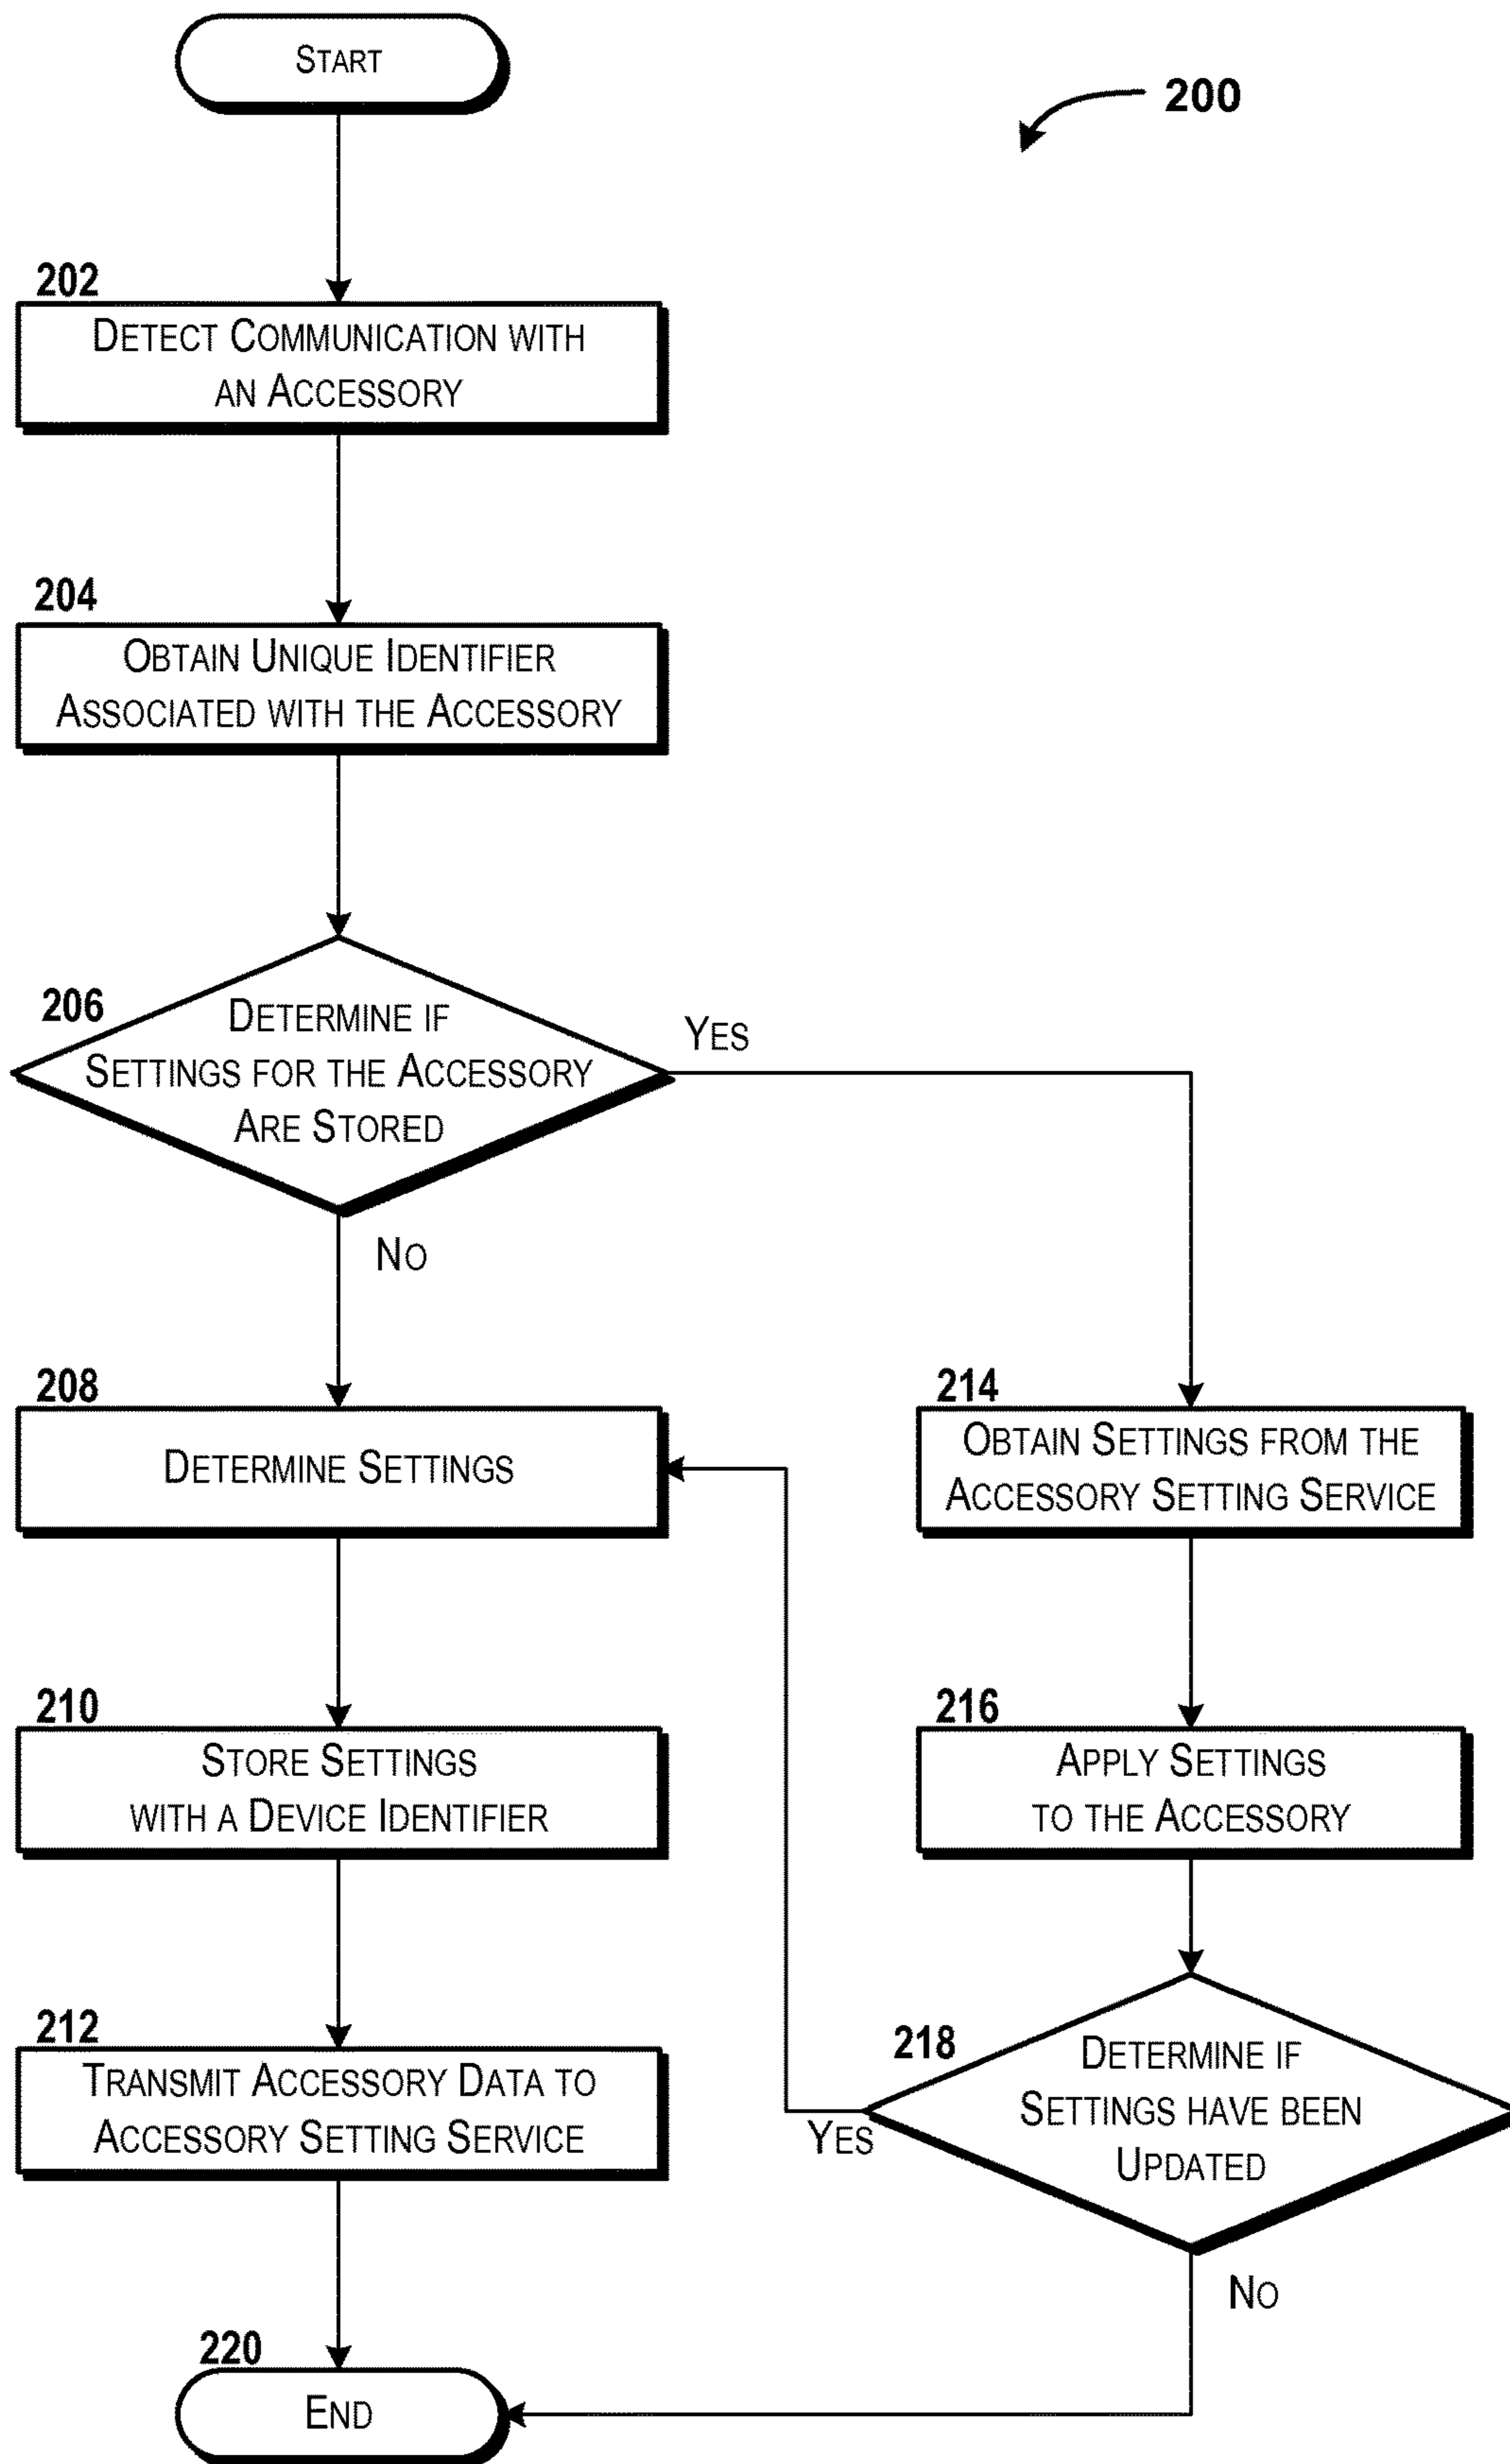 START
200
202
DETECT COMMUNICATION WITH
AN ACCESSORY
204
OBTAIN UNIQUE IDENTIFIER
ASSOCIATED WITH THE ACCESSORY
206
DETERMINE IF
SETTINGS FOR THE ACCESSORY
ARE STORED
YES
NO
208
DETERMINE SETTINGS
214
OBTAIN SETTINGS FROM THE
ACCESSORY SETTING SERVICE
210
STORE SETTINGS
WITH A DEVICE IDENTIFIER
216
APPLY SETTINGS
TO THE ACCESSORY
212
TRANSMIT ACCESSORY DATA TO
ACCESSORY SETTING SERVICE
218
DETERMINE IF
SETTINGS HAVE BEEN
UPDATED
YES
NO
220
END